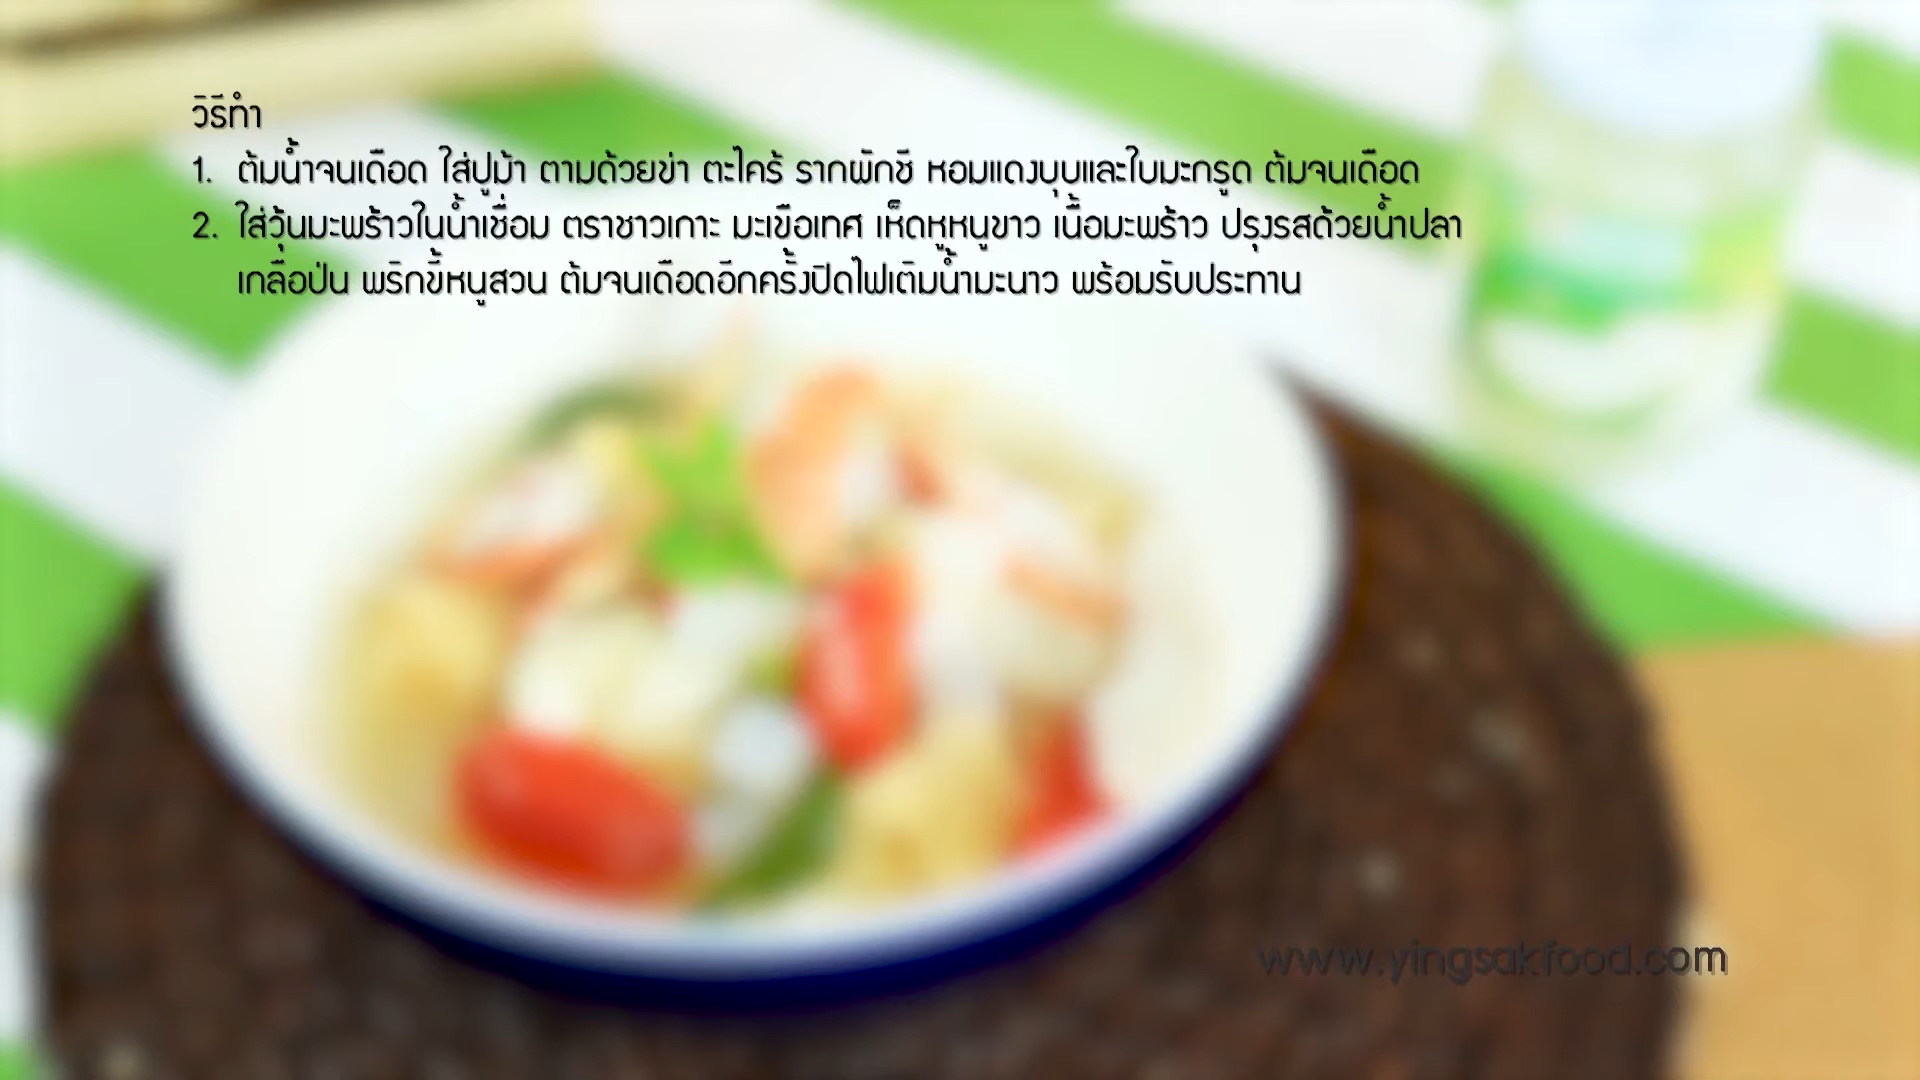 วิธีทำ
1. ต้มน้ำจนเดือด ใส่ปูม้า ตามด้วยข่า ตะไคร้ รากผักชี หอมแดงบุบและใบมะกรูด ต้มจนเดือด
2. ใส่วุ้นมะพร้าวในน้ำเชื่อม ตราชาวเกาะ มะเขือเทศ เห็ดหูหนูขาว เนื้อมะพร้าว ปรุงรสด้วยน้ำปลา
เกลือป่น พริกขี้หนูสวน ต้มจนเดือดอีกครั้งปิดไฟเติมน้ำมะนาว พร้อมรับประทาน
www.yingsakfood.com